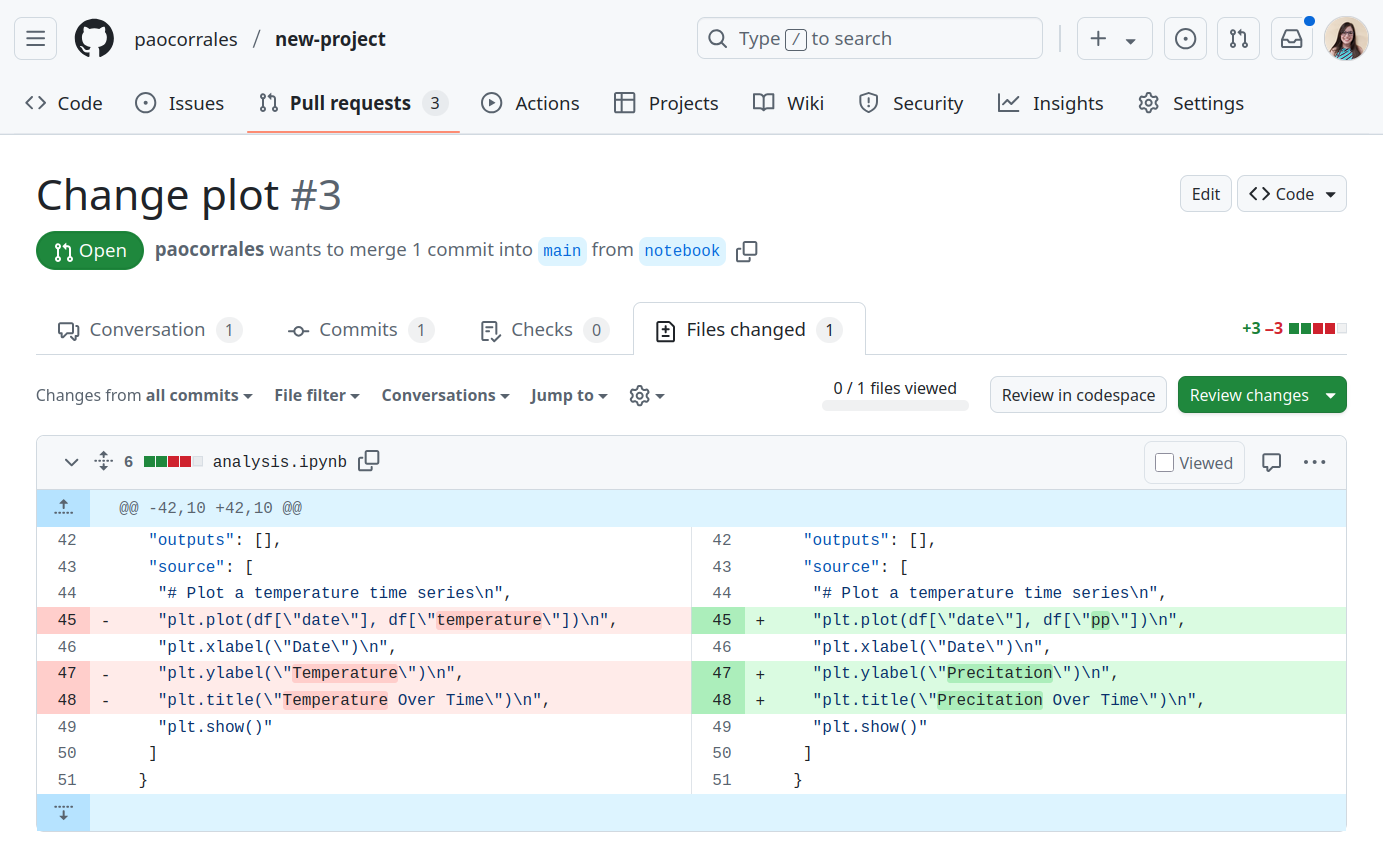 paocorrales / new-project
Type / to search
Code Issues Pull requests 3 Actions Projects Wiki Security Insights Settings
Change plot #3
Edit <> Code
Open paocorrales wants to merge 1 commit into main from notebook
Conversation 1 Commits 1 Checks 0 Files changed 1 +3 −3
Changes from all commits File filter Conversations Jump to 0 / 1 files viewed Review in codespace Review changes
6 analysis.ipynb Viewed
@@ -42,10 +42,10 @@
42 "outputs": [], 42 "outputs": [],
43 "source": [ 43 "source": [
44 "# Plot a temperature time series\n", 44 "# Plot a temperature time series\n",
45 - "plt.plot(df[\"date\"], df[\"temperature\"])\n", 45 + "plt.plot(df[\"date\"], df[\"pp\"])\n",
46 "plt.xlabel(\"Date\")\n", 46 "plt.xlabel(\"Date\")\n",
47 - "plt.ylabel(\"Temperature\")\n", 47 + "plt.ylabel(\"Precitation\")\n",
48 - "plt.title(\"Temperature Over Time\")\n", 48 + "plt.title(\"Precitation Over Time\")\n",
49 "plt.show()" 49 "plt.show()"
50 ] 50 ]
51 } 51 }